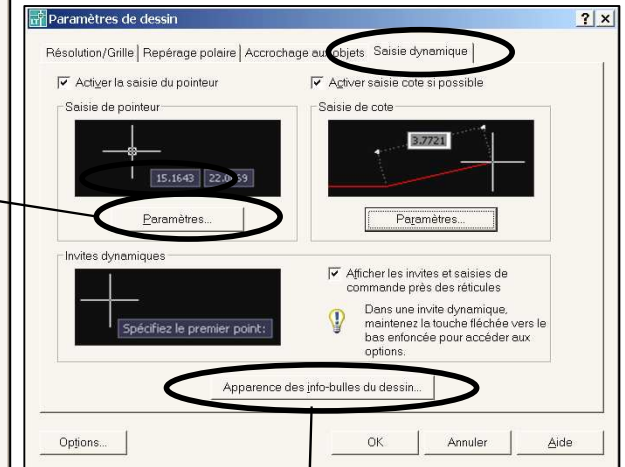 Paramètres de dessin
Résolution/Grille Repérage polaire Accrochage aux objets Saisie dynamique
Activer la saisie du pointeur
Activer saisie cote si possible
Saisie de pointeur
Saisie de cote
15.1643
3.7721
Paramètres...
Paramètres...
Invites dynamiques
Spécifiez le premier point:
Afficher les invites et saisies de
commande près des réticules
Dans une invite dynamique,
maintenez la touche fléchée vers le
bas enfoncée pour accéder aux
options.
Apparence des info-bulles du dessin...
Options...
OK
Annuler
Aide